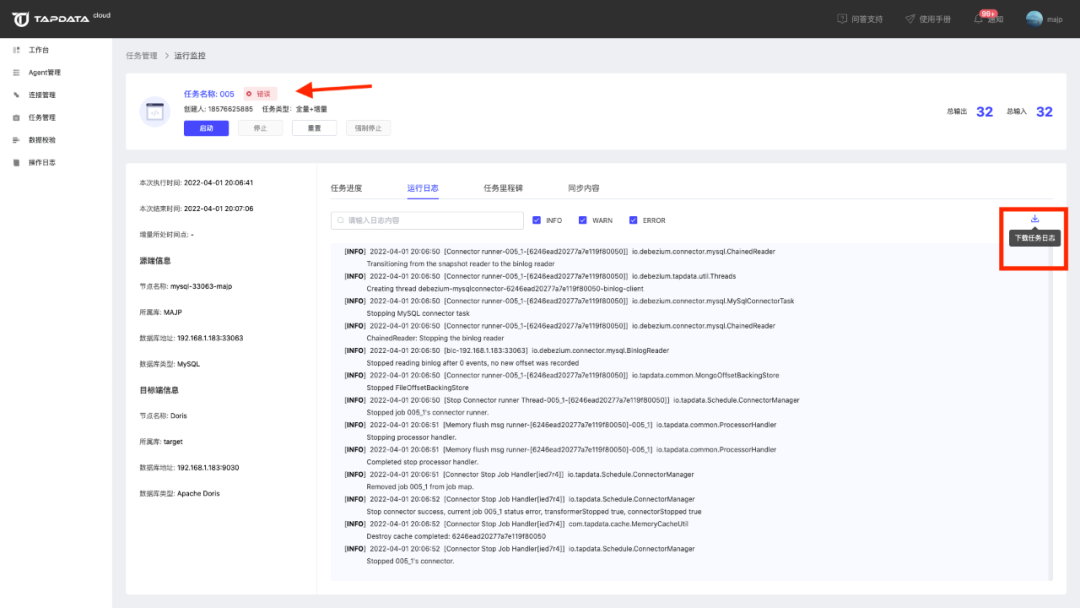 TAPDATA cloud
问答支持
使用手册
99+
通知
majp
工作台
Agent管理
连接管理
任务管理
数据校验
操作日志
任务管理 > 运行监控
任务名称: 005 错误
创建人: 18576625885 任务类型: 全量+增量
启动 停止 重置 强制停止
总输出 32 总输入 32
本次执行时间: 2022-04-01 20:06:41
本次结束时间: 2022-04-01 20:07:06
增量所处时间点: -
源端信息
节点名称: mysql-33063-majp
所属库: MAJP
数据库地址: 192.168.1.183:33063
数据库类型: MySQL
目标端信息
节点名称: Doris
所属库: target
数据库地址: 192.168.1.183:9030
数据库类型: Apache Doris
任务进度 运行日志 任务里程碑 同步内容
请输入日志内容 INFO WARN ERROR
下载任务日志
[INFO] 2022-04-01 20:06:50 [Connector runner-005_1-[6246ead20277a7e119f80050]] io.debezium.connector.mysql.ChainedReader
Transitioning from the snapshot reader to the binlog reader
[INFO] 2022-04-01 20:06:50 [Connector runner-005_1-[6246ead20277a7e119f80050]] io.debezium.tapdata.util.Threads
Creating thread debezium-mysqlconnector-6246ead20277a7e119f80050-binlog-client
[INFO] 2022-04-01 20:06:50 [Connector runner-005_1-[6246ead20277a7e119f80050]] io.debezium.connector.mysql.MySqlConnectorTask
Stopping MySQL connector task
[INFO] 2022-04-01 20:06:50 [Connector runner-005_1-[6246ead20277a7e119f80050]] io.debezium.connector.mysql.ChainedReader
ChainedReader: Stopping the binlog reader
[INFO] 2022-04-01 20:06:50 [blc-192.168.1.183:33063] io.debezium.connector.mysql.BinlogReader
Stopped reading binlog after 0 events, no new offset was recorded
[INFO] 2022-04-01 20:06:50 [Connector runner-005_1-[6246ead20277a7e119f80050]] io.tapdata.common.MongoOffsetBackingStore
Stopped FileOffsetBackingStore
[INFO] 2022-04-01 20:06:50 [Stop Connector runner Thread-005_1-[6246ead20277a7e119f80050]] io.tapdata.Schedule.ConnectorManager
Stopped job 005_1's connector runner.
[INFO] 2022-04-01 20:06:51 [Memory flush msg runner-[6246ead20277a7e119f80050]-005_1] io.tapdata.common.ProcessorHandler
Stopping processor handler.
[INFO] 2022-04-01 20:06:51 [Memory flush msg runner-[6246ead20277a7e119f80050]-005_1] io.tapdata.common.ProcessorHandler
Completed stop processor handler.
[INFO] 2022-04-01 20:06:51 [Connector Stop Job Handler[ied7r4]] io.tapdata.Schedule.ConnectorManager
Removed job 005_1 from job map.
[INFO] 2022-04-01 20:06:52 [Connector Stop Job Handler[ied7r4]] io.tapdata.Schedule.ConnectorManager
Stop connector success, current job 005_1 status error, transformerStopped true, connectorStopped true
[INFO] 2022-04-01 20:06:52 [Connector Stop Job Handler[ied7r4]] com.tapdata.cache.MemoryCacheUtil
Destroy cache completed: 6246ead20277a7e119f80050
[INFO] 2022-04-01 20:06:52 [Connector Stop Job Handler[ied7r4]] io.tapdata.Schedule.ConnectorManager
Stopped 005_1's connector.